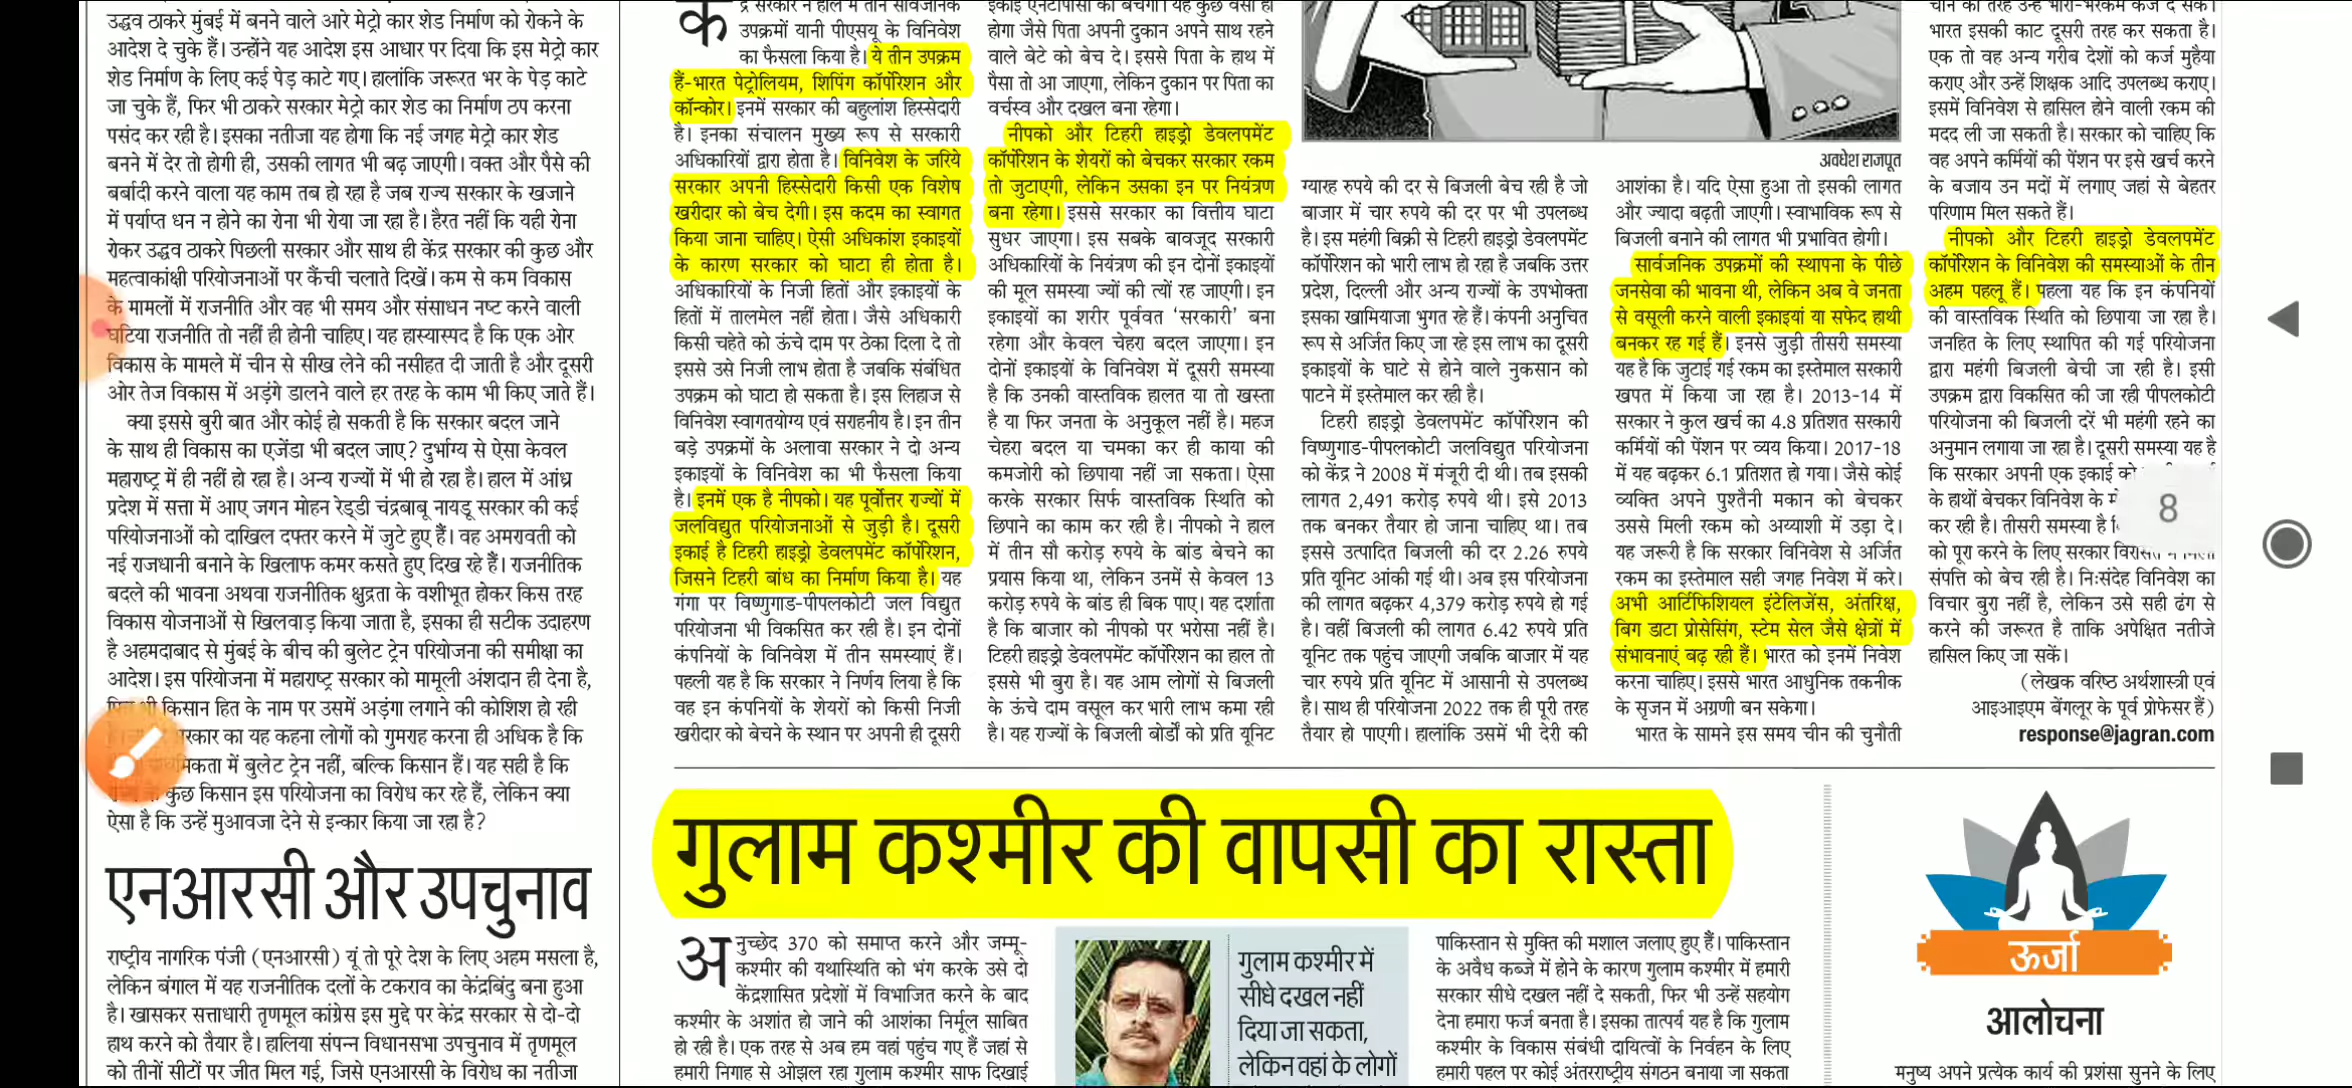 उद्धव ठाकरे मुंबई में बनने वाले आरे मेट्रो कार शेड निर्माण को रोकने के
आदेश दे चुके हैं। उन्होंने यह आदेश इस आधार पर दिया कि इस मेट्रो कार
शेड निर्माण के लिए कई पेड़ काटे गए। हालांकि जरूरत भर के पेड़ काटे
जा चुके हैं, फिर भी ठाकरे सरकार मेट्रो कार शेड का निर्माण ठप करना
पसंद कर रही है। इसका नतीजा यह होगा कि नई जगह मेट्रो कार शेड
बनने में देर तो होगी ही, उसकी लागत भी बढ़ जाएगी। वक्त और पैसे की
बर्बादी करने वाला यह काम तब हो रहा है जब राज्य सरकार के खजाने
में पर्याप्त धन न होने का रोना भी रोया जा रहा है। हैरत नहीं कि यही रोना
रोकर उद्धव ठाकरे पिछली सरकार और साथ ही केंद्र सरकार की कुछ और
महत्वाकांक्षी परियोजनाओं पर कैंची चलाते दिखें। कम से कम विकास
के मामलों में राजनीति और वह भी समय और संसाधन नष्ट करने वाली
घटिया राजनीति तो नहीं ही होनी चाहिए। यह हास्यास्पद है कि एक ओर
विकास के मामले में चीन से सीख लेने की नसीहत दी जाती है और दूसरी
ओर तेज विकास में अड़ंगे डालने वाले हर तरह के काम भी किए जाते हैं।
क्या इससे बुरी बात और कोई हो सकती है कि सरकार बदल जाने
के साथ ही विकास का एजेंडा भी बदल जाए? दुर्भाग्य से ऐसा केवल
महाराष्ट्र में ही नहीं हो रहा है। अन्य राज्यों में भी हो रहा है। हाल में आंध्र
प्रदेश में सत्ता में आए जगन मोहन रेड्डी चंद्रबाबू नायडू सरकार की कई
परियोजनाओं को दाखिल दफ्तर करने में जुटे हुए हैं। वह अमरावती को
नई राजधानी बनाने के खिलाफ कमर कसते हुए दिख रहे हैं। राजनीतिक
बदले की भावना अथवा राजनीतिक क्षुद्रता के वशीभूत होकर किस तरह
विकास योजनाओं से खिलवाड़ किया जाता है, इसका ही सटीक उदाहरण
है अहमदाबाद से मुंबई के बीच की बुलेट ट्रेन परियोजना की समीक्षा का
आदेश। इस परियोजना में महाराष्ट्र सरकार को मामूली अंशदान ही देना है,
फिर भी किसान हित के नाम पर उसमें अड़ंगा लगाने की कोशिश हो रही
सरकार का यह कहना लोगों को गुमराह करना ही अधिक है कि
में बुलेट ट्रेन नहीं, बल्कि किसान हैं। यह सही है कि
कुछ किसान इस परियोजना का विरोध कर रहे हैं, लेकिन क्या
ऐसा है कि उन्हें मुआवजा देने से इन्कार किया जा रहा है?
एनआरसी और उपचुनाव
राष्ट्रीय नागरिक पंजी (एनआरसी) यूं तो पूरे देश के लिए अहम मसला है,
लेकिन बंगाल में यह राजनीतिक दलों के टकराव का केंद्रबिंदु बना हुआ
है। खासकर सत्ताधारी तृणमूल कांग्रेस इस मुद्दे पर केंद्र सरकार से दो-दो
हाथ करने को तैयार है। हालिया संपन्न विधानसभा उपचुनाव में तृणमूल
को तीनों सीटों पर जीत मिल गई, जिसे एनआरसी के विरोध का नतीजा
केंद्र सरकार ने हाल में तीन सार्वजनिक
उपक्रमों यानी पीएसयू के विनिवेश
का फैसला किया है। ये तीन उपक्रम
हैं-भारत पेट्रोलियम, शिपिंग कॉर्पोरेशन और
कॉन्कोर। इनमें सरकार की बहुलांश हिस्सेदारी
है। इनका संचालन मुख्य रूप से सरकारी
अधिकारियों द्वारा होता है। विनिवेश के जरिये
सरकार अपनी हिस्सेदारी किसी एक विशेष
खरीदार को बेच देगी। इस कदम का स्वागत
किया जाना चाहिए। ऐसी अधिकांश इकाइयों
के कारण सरकार को घाटा ही होता है।
अधिकारियों के निजी हितों और इकाइयों के
हितों में तालमेल नहीं होता। जैसे अधिकारी
किसी चहेते को ऊंचे दाम पर ठेका दिला दे तो
इससे उसे निजी लाभ होता है जबकि संबंधित
उपक्रम को घाटा हो सकता है। इस लिहाज से
विनिवेश स्वागतयोग्य एवं सराहनीय है। इन तीन
बड़े उपक्रमों के अलावा सरकार ने दो अन्य
इकाइयों के विनिवेश का भी फैसला किया
है। इनमें एक है नीपको। यह पूर्वोत्तर राज्यों में
जलविद्युत परियोजनाओं से जुड़ी है। दूसरी
इकाई है टिहरी हाइड्रो डेवलपमेंट कॉर्पोरेशन,
जिसने टिहरी बांध का निर्माण किया है। यह
गंगा पर विष्णुगाड-पीपलकोटी जल विद्युत
परियोजना भी विकसित कर रही है। इन दोनों
कंपनियों के विनिवेश में तीन समस्याएं हैं।
पहली यह है कि सरकार ने निर्णय लिया है कि
वह इन कंपनियों के शेयरों को किसी निजी
खरीदार को बेचने के स्थान पर अपनी ही दूसरी
इकाई एनटीपीसी को बेचेगी। यह कुछ वैसा ही
होगा जैसे पिता अपनी दुकान अपने साथ रहने
वाले बेटे को बेच दे। इससे पिता के हाथ में
पैसा तो आ जाएगा, लेकिन दुकान पर पिता का
वर्चस्व और दखल बना रहेगा।
नीपको और टिहरी हाइड्रो डेवलपमेंट
कॉर्पोरेशन के शेयरों को बेचकर सरकार रकम
तो जुटाएगी, लेकिन उसका इन पर नियंत्रण
बना रहेगा। इससे सरकार का वित्तीय घाटा
सुधर जाएगा। इस सबके बावजूद सरकारी
अधिकारियों के नियंत्रण की इन दोनों इकाइयों
की मूल समस्या ज्यों की त्यों रह जाएगी। इन
इकाइयों का शरीर पूर्ववत ‘सरकारी’ बना
रहेगा और केवल चेहरा बदल जाएगा। इन
दोनों इकाइयों के विनिवेश में दूसरी समस्या
है कि उनकी वास्तविक हालत या तो खस्ता
है या फिर जनता के अनुकूल नहीं है। महज
चेहरा बदल या चमका कर ही काया की
कमजोरी को छिपाया नहीं जा सकता। ऐसा
करके सरकार सिर्फ वास्तविक स्थिति को
छिपाने का काम कर रही है। नीपको ने हाल
में तीन सौ करोड़ रुपये के बांड बेचने का
प्रयास किया था, लेकिन उनमें से केवल 13
करोड़ रुपये के बांड ही बिक पाए। यह दर्शाता
है कि बाजार को नीपको पर भरोसा नहीं है।
टिहरी हाइड्रो डेवलपमेंट कॉर्पोरेशन का हाल तो
इससे भी बुरा है। यह आम लोगों से बिजली
के ऊंचे दाम वसूल कर भारी लाभ कमा रही
है। यह राज्यों के बिजली बोर्डों को प्रति यूनिट
अवधेश राजपूत
ग्यारह रुपये की दर से बिजली बेच रही है जो
बाजार में चार रुपये की दर पर भी उपलब्ध
है। इस महंगी बिक्री से टिहरी हाइड्रो डेवलपमेंट
कॉर्पोरेशन को भारी लाभ हो रहा है जबकि उत्तर
प्रदेश, दिल्ली और अन्य राज्यों के उपभोक्ता
इसका खामियाजा भुगत रहे हैं। कंपनी अनुचित
रूप से अर्जित किए जा रहे इस लाभ का दूसरी
इकाइयों के घाटे से होने वाले नुकसान को
पाटने में इस्तेमाल कर रही है।
टिहरी हाइड्रो डेवलपमेंट कॉर्पोरेशन की
विष्णुगाड-पीपलकोटी जलविद्युत परियोजना
को केंद्र ने 2008 में मंजूरी दी थी। तब इसकी
लागत 2,491 करोड़ रुपये थी। इसे 2013
तक बनकर तैयार हो जाना चाहिए था। तब
इससे उत्पादित बिजली की दर 2.26 रुपये
प्रति यूनिट आंकी गई थी। अब इस परियोजना
की लागत बढ़कर 4,379 करोड़ रुपये हो गई
है। वहीं बिजली की लागत 6.42 रुपये प्रति
यूनिट तक पहुंच जाएगी जबकि बाजार में यह
चार रुपये प्रति यूनिट में आसानी से उपलब्ध
है। साथ ही परियोजना 2022 तक ही पूरी तरह
तैयार हो पाएगी। हालांकि उसमें भी देरी की
आशंका है। यदि ऐसा हुआ तो इसकी लागत
और ज्यादा बढ़ती जाएगी। स्वाभाविक रूप से
बिजली बनाने की लागत भी प्रभावित होगी।
सार्वजनिक उपक्रमों की स्थापना के पीछे
जनसेवा की भावना थी, लेकिन अब वे जनता
से वसूली करने वाली इकाइयां या सफेद हाथी
बनकर रह गई हैं। इनसे जुड़ी तीसरी समस्या
यह है कि जुटाई गई रकम का इस्तेमाल सरकारी
खपत में किया जा रहा है। 2013-14 में
सरकार ने कुल खर्च का 4.8 प्रतिशत सरकारी
कर्मियों की पेंशन पर व्यय किया। 2017-18
में यह बढ़कर 6.1 प्रतिशत हो गया। जैसे कोई
व्यक्ति अपने पुश्तैनी मकान को बेचकर
उससे मिली रकम को अय्याशी में उड़ा दे।
यह जरूरी है कि सरकार विनिवेश से अर्जित
रकम का इस्तेमाल सही जगह निवेश में करे।
अभी आर्टिफिशियल इंटेलिजेंस, अंतरिक्ष,
बिग डाटा प्रोसेसिंग, स्टेम सेल जैसे क्षेत्रों में
संभावनाएं बढ़ रही हैं। भारत को इनमें निवेश
करना चाहिए। इससे भारत आधुनिक तकनीक
के सृजन में अग्रणी बन सकेगा।
भारत के सामने इस समय चीन की चुनौती
चीन की तरह उन्हें भारी-भरकम कर्ज दे सके।
भारत इसकी काट दूसरी तरह कर सकता है।
एक तो वह अन्य गरीब देशों को कर्ज मुहैया
कराए और उन्हें शिक्षक आदि उपलब्ध कराए।
इसमें विनिवेश से हासिल होने वाली रकम की
मदद ली जा सकती है। सरकार को चाहिए कि
वह अपने कर्मियों की पेंशन पर इसे खर्च करने
के बजाय उन मदों में लगाए जहां से बेहतर
परिणाम मिल सकते हैं।
नीपको और टिहरी हाइड्रो डेवलपमेंट
कॉर्पोरेशन के विनिवेश की समस्याओं के तीन
अहम पहलू हैं। पहला यह कि इन कंपनियों
की वास्तविक स्थिति को छिपाया जा रहा है।
जनहित के लिए स्थापित की गई परियोजना
द्वारा महंगी बिजली बेची जा रही है। इसी
उपक्रम द्वारा विकसित की जा रही पीपलकोटी
परियोजना की बिजली दरें भी महंगी रहने का
अनुमान लगाया जा रहा है। दूसरी समस्या यह है
कि सरकार अपनी एक इकाई को
के हाथों बेचकर विनिवेश के
कर रही है। तीसरी समस्या है
को पूरा करने के लिए सरकार विरासत में मिली
संपत्ति को बेच रही है। निःसंदेह विनिवेश का
विचार बुरा नहीं है, लेकिन उसे सही ढंग से
करने की जरूरत है ताकि अपेक्षित नतीजे
हासिल किए जा सकें।
(लेखक वरिष्ठ अर्थशास्त्री एवं
आइआइएम बेंगलूर के पूर्व प्रोफेसर हैं)
response@jagran.com
8
गुलाम कश्मीर की वापसी का रास्ता
अनुच्छेद 370 को समाप्त करने और जम्मू-
कश्मीर की यथास्थिति को भंग करके उसे दो
केंद्रशासित प्रदेशों में विभाजित करने के बाद
कश्मीर के अशांत हो जाने की आशंका निर्मूल साबित
हो रही है। एक तरह से अब हम वहां पहुंच गए हैं जहां से
हमारी निगाह से ओझल रहा गुलाम कश्मीर साफ दिखाई
गुलाम कश्मीर में
सीधे दखल नहीं
दिया जा सकता,
लेकिन वहां के लोगों
पाकिस्तान से मुक्ति की मशाल जलाए हुए हैं। पाकिस्तान
के अवैध कब्जे में होने के कारण गुलाम कश्मीर में हमारी
सरकार सीधे दखल नहीं दे सकती, फिर भी उन्हें सहयोग
देना हमारा फर्ज बनता है। इसका तात्पर्य यह है कि गुलाम
कश्मीर के विकास संबंधी दायित्वों के निर्वहन के लिए
हमारी पहल पर कोई अंतरराष्ट्रीय संगठन बनाया जा सकता
ऊर्जा
आलोचना
मनुष्य अपने प्रत्येक कार्य की प्रशंसा सुनने के लिए